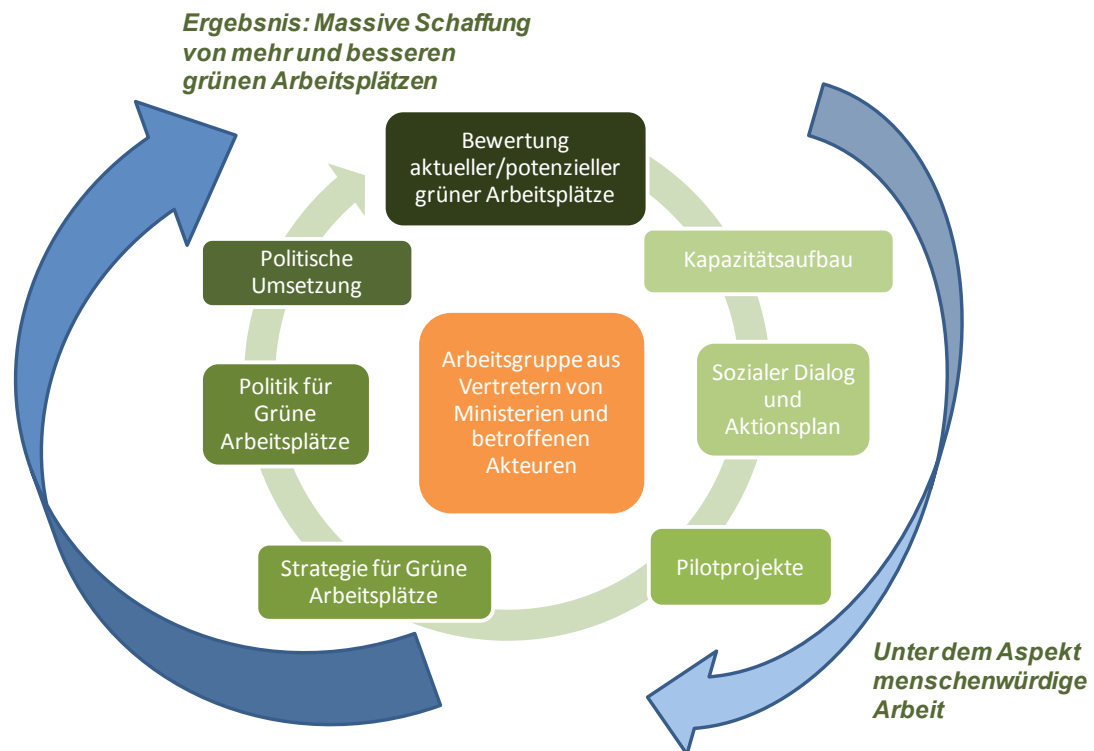 Ergebsnis: Massive Schaffung
von mehr und besseren
grünen Arbeitsplätzen
Bewertung
aktueller/potenzieller
grüner Arbeitsplätze
Kapazitätsaufbau
Sozialer Dialog
und
Aktionsplan
Pilotprojekte
Strategie für Grüne
Arbeitsplätze
Politik für
Grüne
Arbeitsplätze
Politische
Umsetzung
Arbeitsgruppe aus
Vertretern von
Ministerien und
betroffenen
Akteuren
Unter dem Aspekt
menschenwürdige
Arbeit